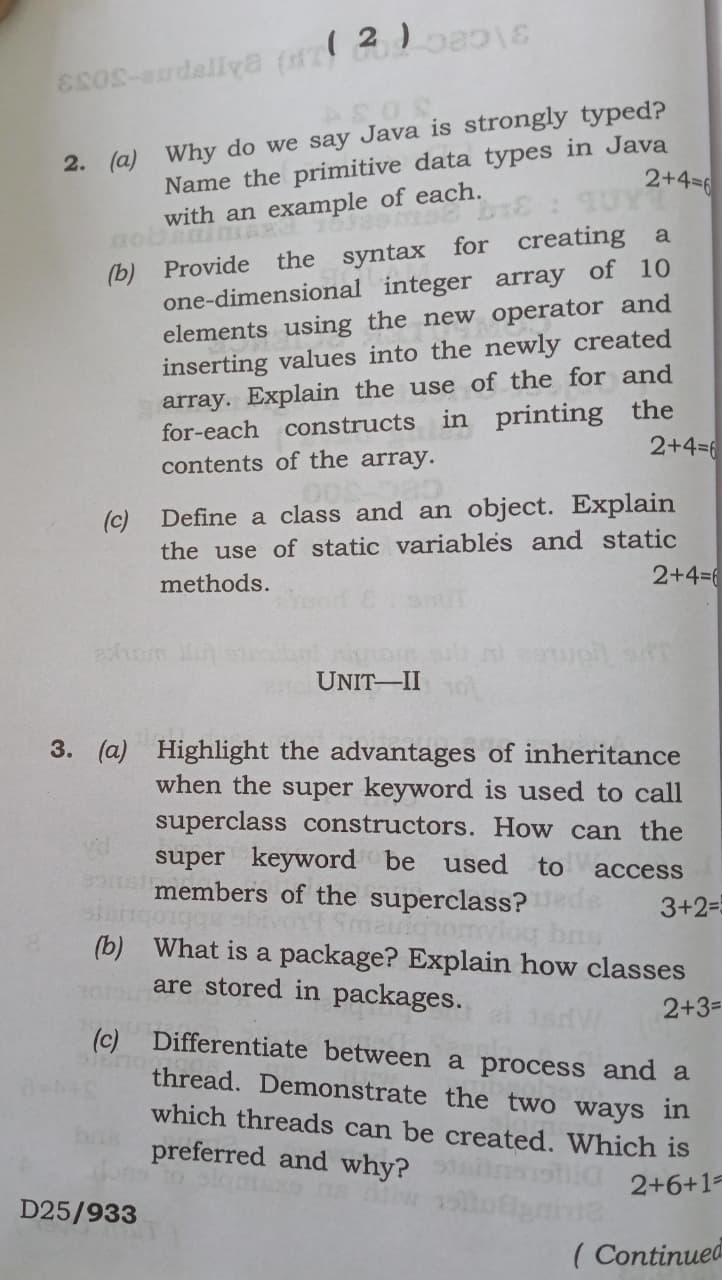 ( 2 )
2. (a) Why do we say Java is strongly typed?
Name the primitive data types in Java
with an example of each. 2+4=6
(b) Provide the syntax for creating a
one-dimensional integer array of 10
elements using the new operator and
inserting values into the newly created
array. Explain the use of the for and
for-each constructs in printing the
contents of the array. 2+4=6
(c) Define a class and an object. Explain
the use of static variables and static
methods. 2+4=6
UNIT—II
3. (a) Highlight the advantages of inheritance
when the super keyword is used to call
superclass constructors. How can the
super keyword be used to access
members of the superclass? 3+2=
(b) What is a package? Explain how classes
are stored in packages. 2+3=
(c) Differentiate between a process and a
thread. Demonstrate the two ways in
which threads can be created. Which is
preferred and why? 2+6+1=
D25/933
( Continued